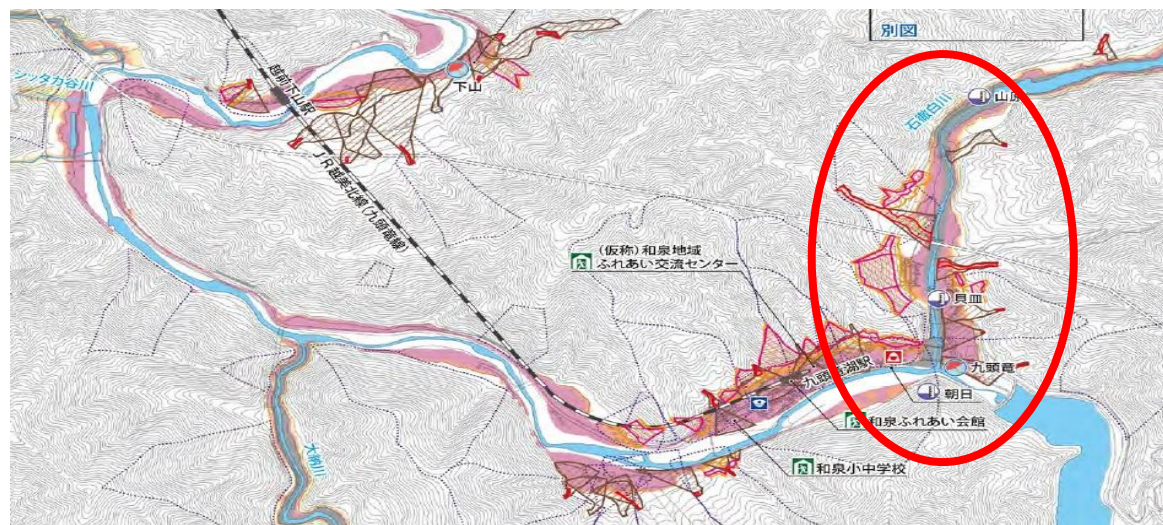 別図
シッタカ谷川
越前下山駅
下山
JR越美北線(九頭竜線)
石徹白川
山原
(仮称)和泉地域
ふれあい交流センター
貝皿
九頭竜湖駅
九頭竜
朝日
和泉ふれあい会館
和泉小中学校
大納川